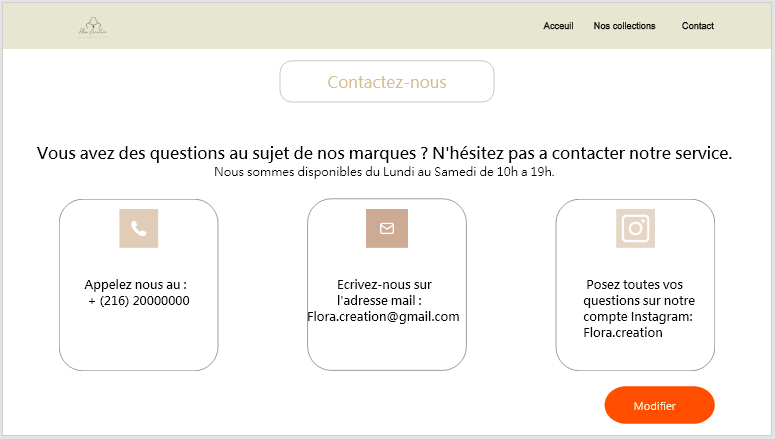 Acceuil
Nos collections
Contact
Contactez-nous
Vous avez des questions au sujet de nos marques ? N'hésitez pas a contacter notre service.
Nous sommes disponibles du Lundi au Samedi de 10h a 19h.
Appelez nous au :
+ (216) 20000000
Ecrivez-nous sur
l'adresse mail :
Flora.creation@gmail.com
Posez toutes vos
questions sur notre
compte Instagram:
Flora.creation
Modifier